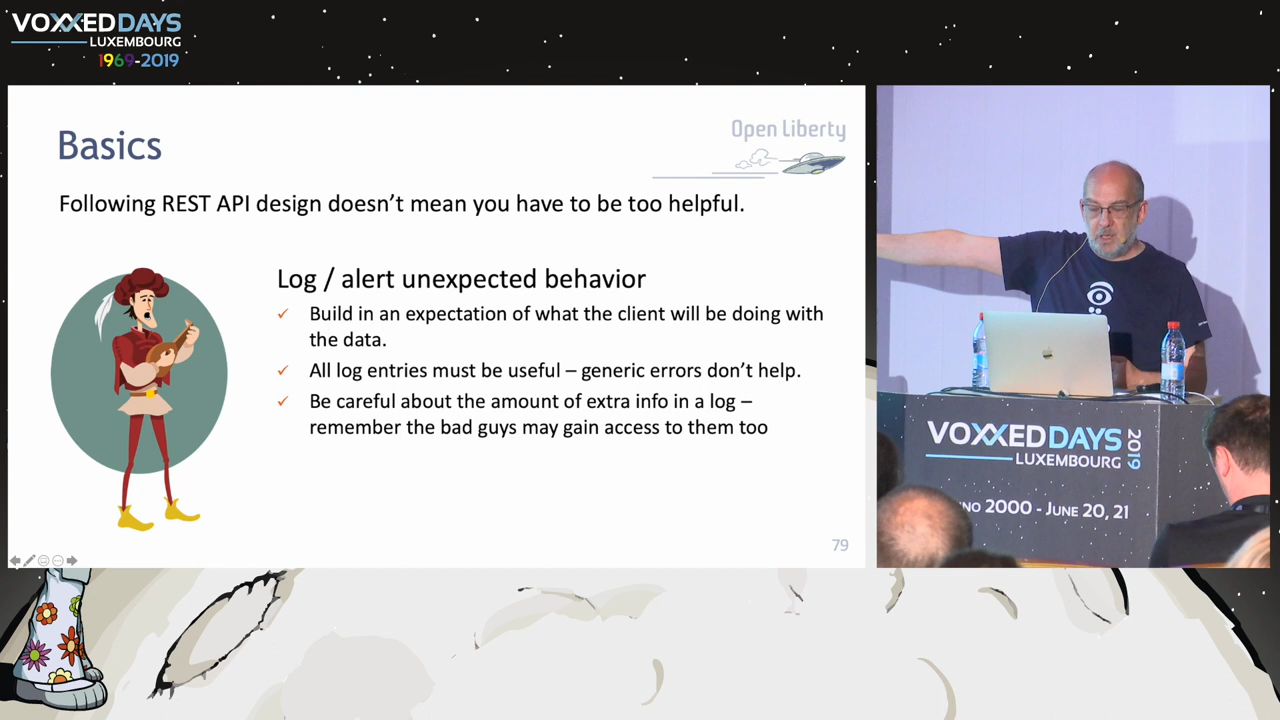 VOXXEDDAYS
LUXEMBOURG
1969-2019
Basics
Open Liberty
Following REST API design doesn’t mean you have to be too helpful.
Log / alert unexpected behavior
✓ Build in an expectation of what the client will be doing with
the data.
✓ All log entries must be useful – generic errors don’t help.
✓ Be careful about the amount of extra info in a log –
remember the bad guys may gain access to them too
79
VOXXEDDAYS
2019
LUXEMBOURG
2000 - JUNE 20, 21